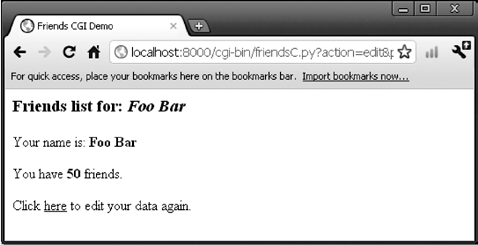 Friends CGI Demo
localhost:8000/cgi-bin/friendsC.py?action=edit&p
For quick access, place your bookmarks here on the bookmarks bar. Import bookmarks now...
Friends list for: Foo Bar
Your name is: Foo Bar
You have 50 friends.
Click here to edit your data again.